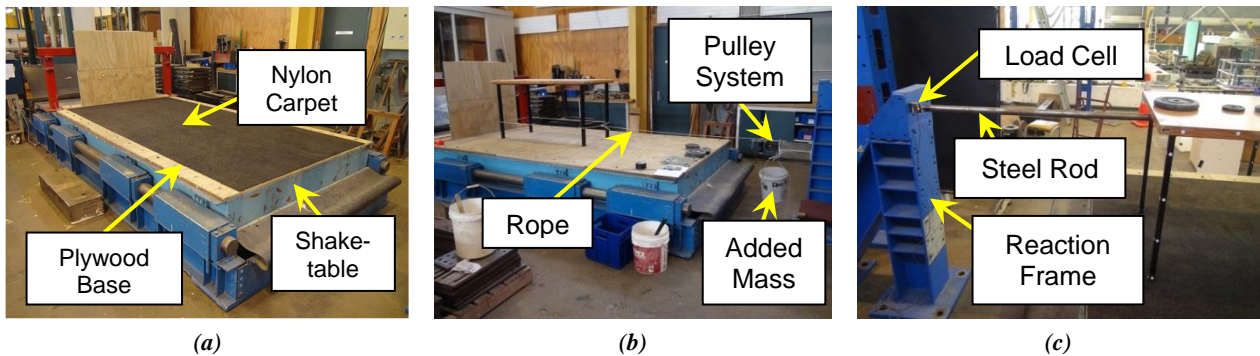 Nylon
Carpet
Plywood
Base
Shake-
table
(a)
Pulley
System
Rope
Added
Mass
(b)
Load Cell
Steel Rod
Reaction
Frame
(c)